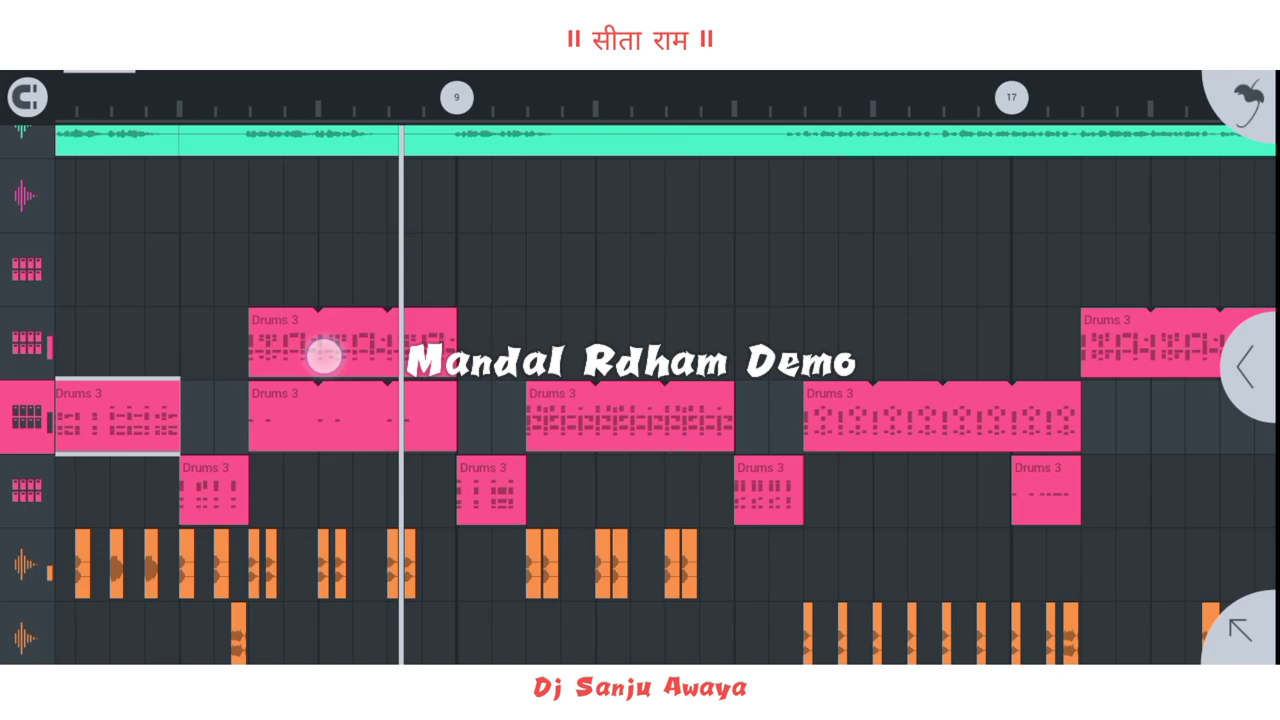 ॥ सीता राम ॥
9 17
Drums 3 Drums 3
Mandal Rdham Demo
Drums 3 Drums 3 Drums 3 Drums 3
Drums 3 Drums 3 Drums 3 Drums 3
Dj Sanju Awaya